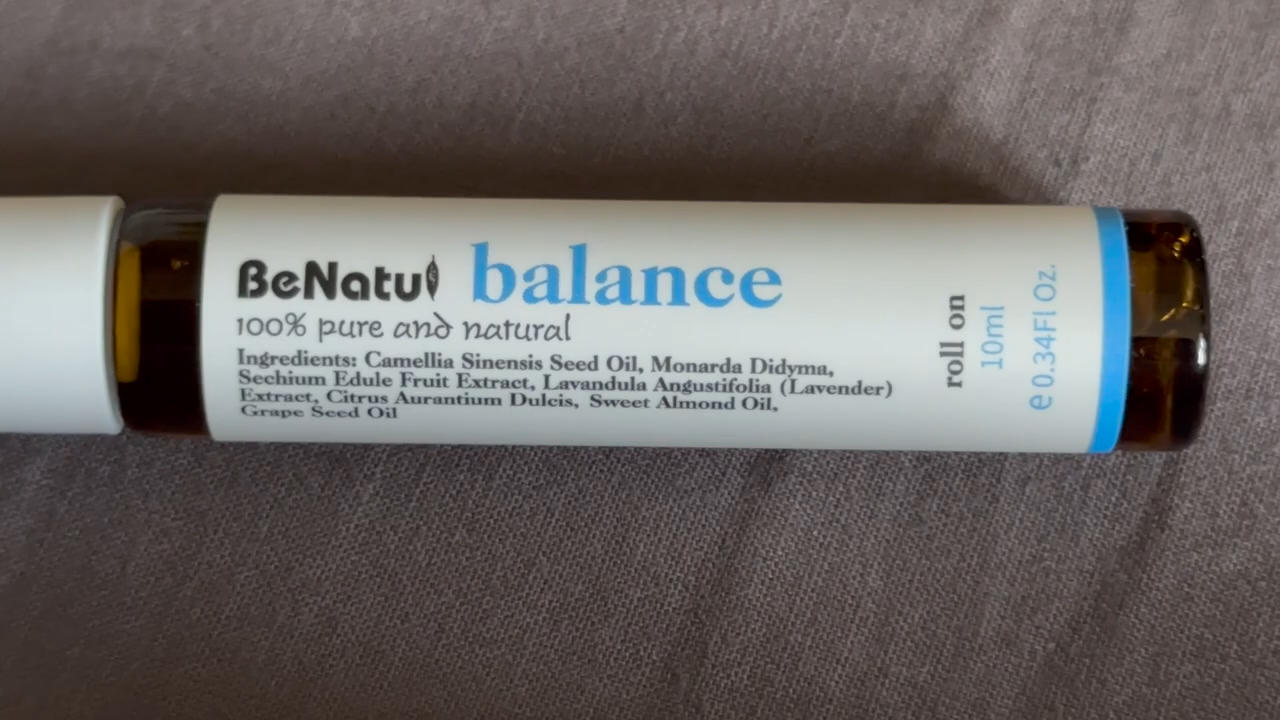 BeNatu balance
100% pure and natural
Ingredients: Camellia Sinensis Seed Oil, Monarda Didyma,
Sechium Edule Fruit Extract, Lavandula Angustifolia (Lavender)
Extract, Citrus Aurantium Dulcis, Sweet Almond Oil,
Grape Seed Oil
roll on
10ml
e 0.34Fl Oz.